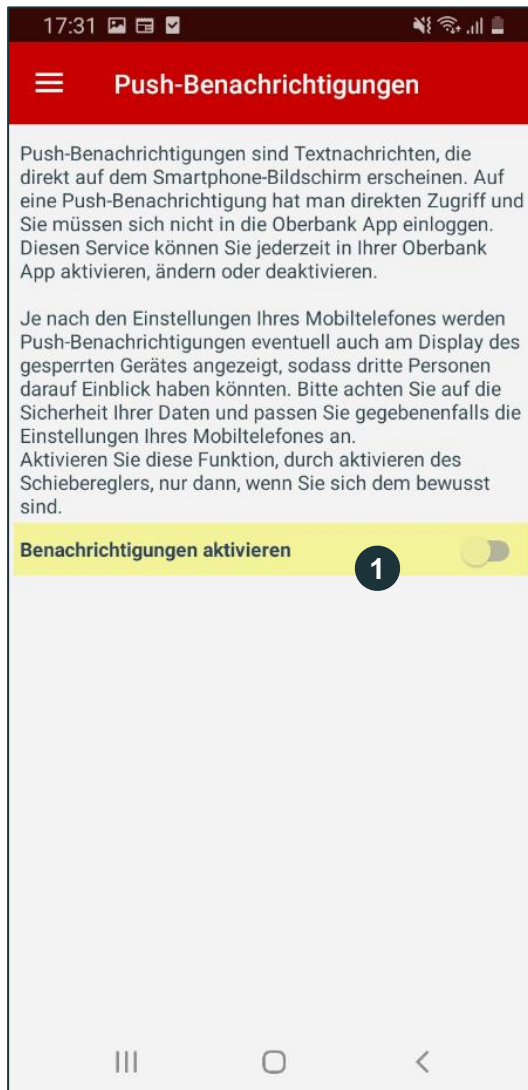 17:31
Push-Benachrichtigungen
Push-Benachrichtigungen sind Textnachrichten, die
direkt auf dem Smartphone-Bildschirm erscheinen. Auf
eine Push-Benachrichtigung hat man direkten Zugriff und
Sie müssen sich nicht in die Oberbank App einloggen.
Diesen Service können Sie jederzeit in Ihrer Oberbank
App aktivieren, ändern oder deaktivieren.
Je nach den Einstellungen Ihres Mobiltelefones werden
Push-Benachrichtigungen eventuell auch am Display des
gesperrten Gerätes angezeigt, sodass dritte Personen
darauf Einblick haben könnten. Bitte achten Sie auf die
Sicherheit Ihrer Daten und passen Sie gegebenenfalls die
Einstellungen Ihres Mobiltelefones an.
Aktivieren Sie diese Funktion, durch aktivieren des
Schiebereglers, nur dann, wenn Sie sich dem bewusst
sind.
Benachrichtigungen aktivieren 1